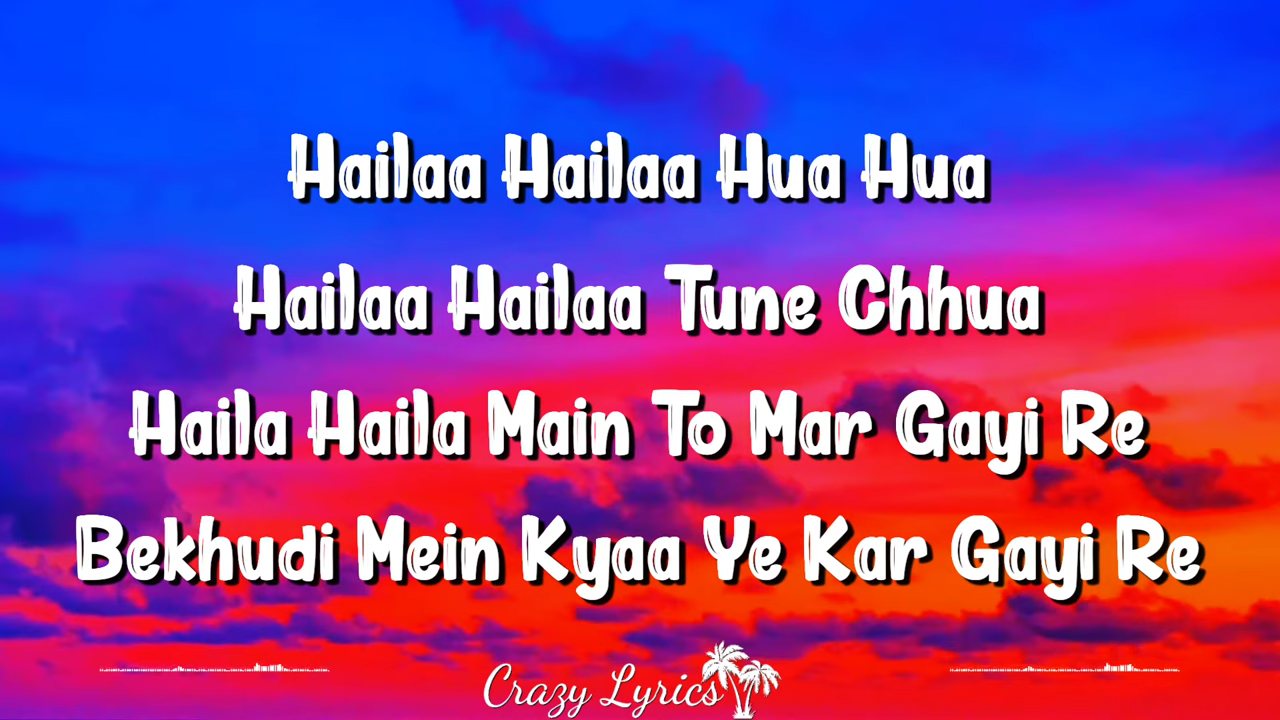 Hailaa Hailaa Hua Hua
Hailaa Hailaa Tune Chhua
Haila Haila Main To Mar Gayi Re
Bekhudi Mein Kyaa Ye Kar Gayi Re
Crazy Lyrics